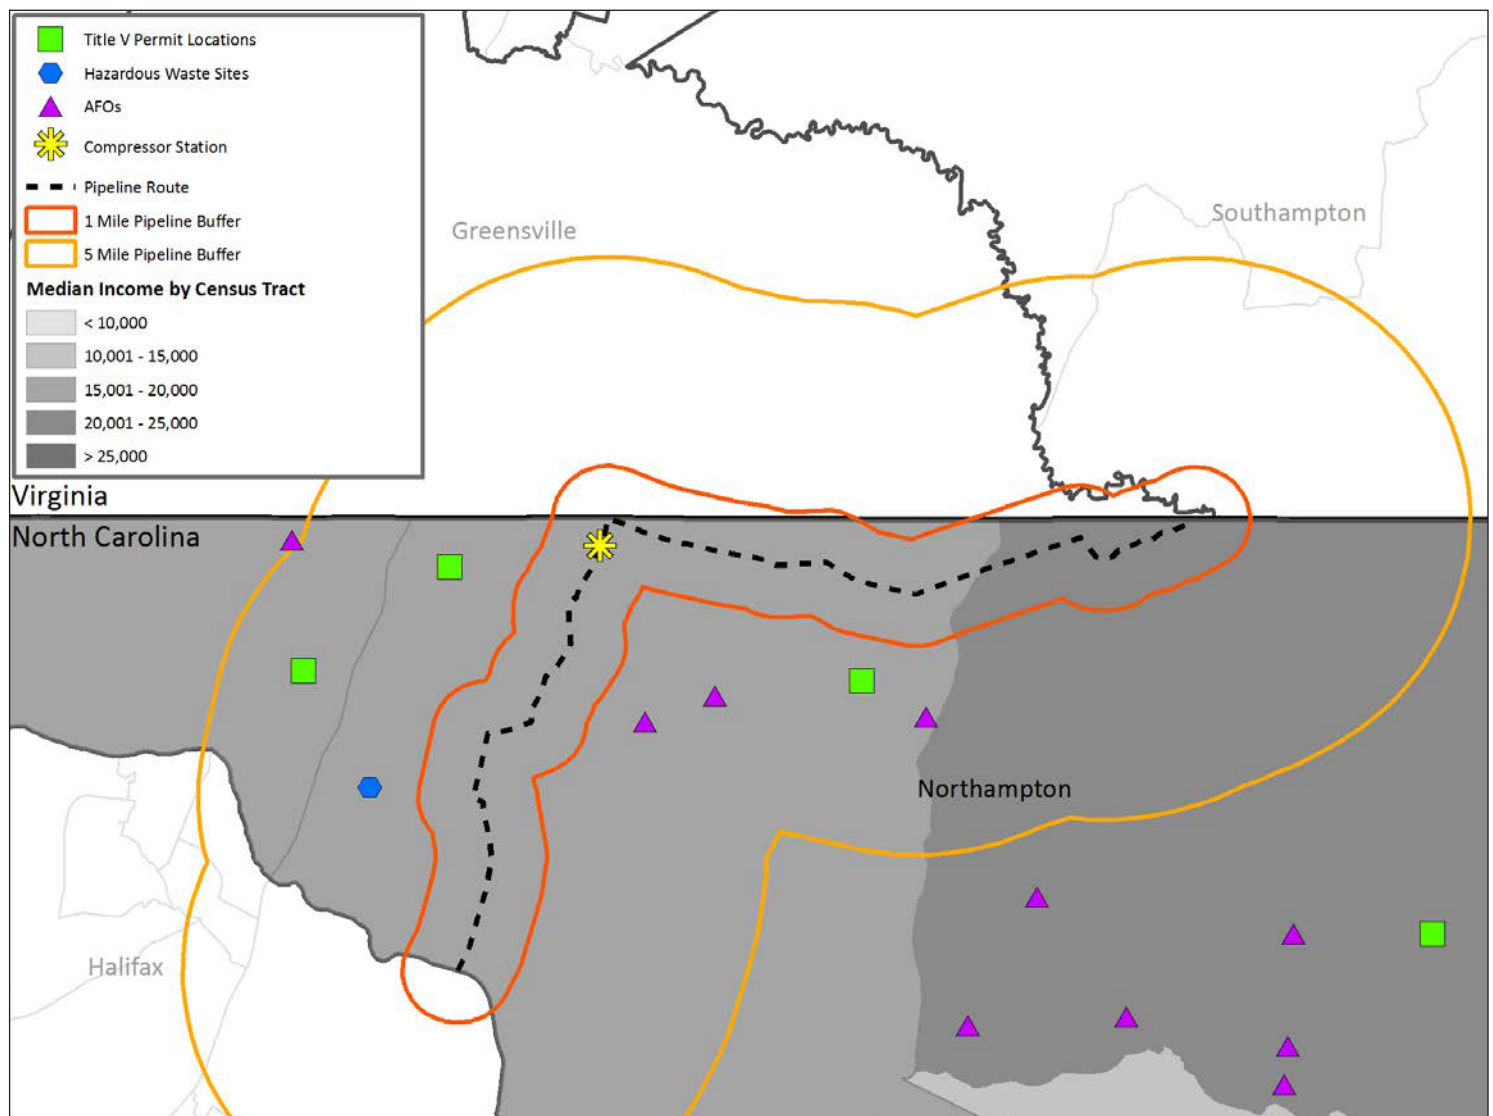 Title V Permit Locations
Hazardous Waste Sites
AFOs
Compressor Station
Pipeline Route
1 Mile Pipeline Buffer
5 Mile Pipeline Buffer
Median Income by Census Tract
< 10,000
10,001 - 15,000
15,001 - 20,000
20,001 - 25,000
> 25,000
Greensville
Southampton
Virginia
North Carolina
Northampton
Halifax